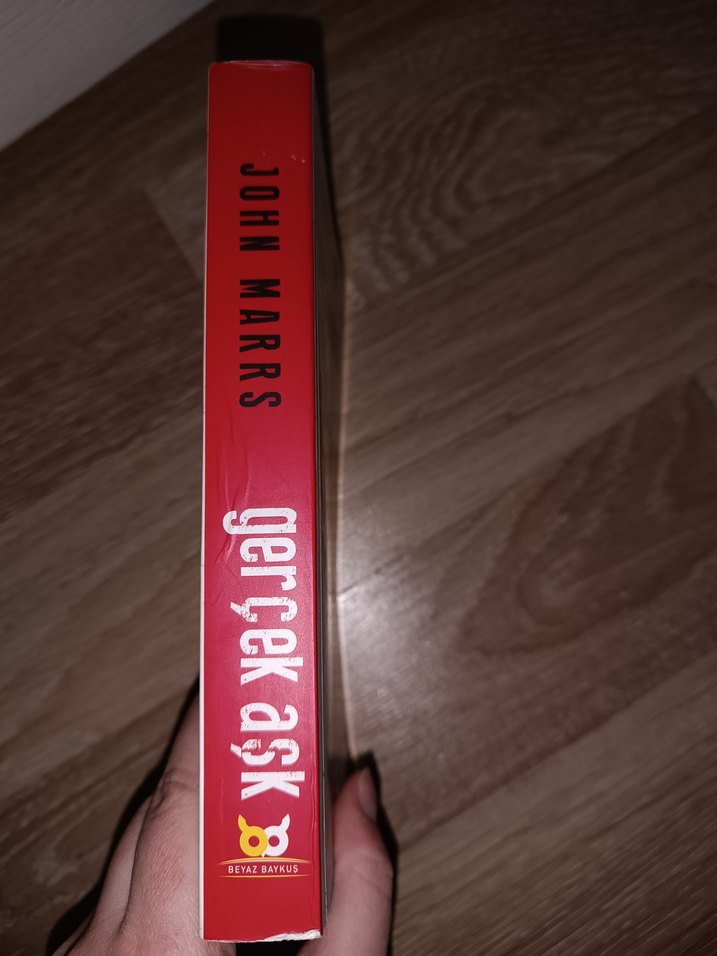 JOHN MARRS
gerçek aşk
BEYAZ BAYKUŞ